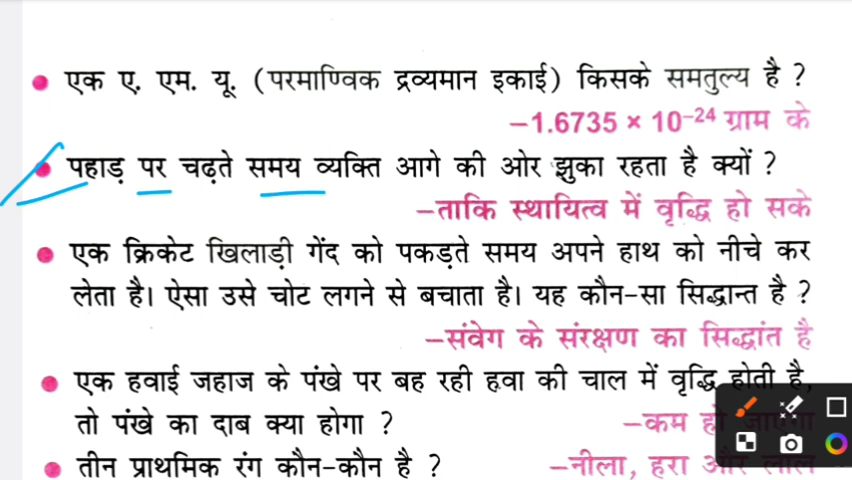 एक ए. एम. यू. (परमाण्विक द्रव्यमान इकाई) किसके समतुल्य है ?
–1.6735 × 10⁻²⁴ ग्राम के
पहाड़ पर चढ़ते समय व्यक्ति आगे की ओर झुका रहता है क्यों ?
–ताकि स्थायित्व में वृद्धि हो सके
एक क्रिकेट खिलाड़ी गेंद को पकड़ते समय अपने हाथ को नीचे कर
लेता है। ऐसा उसे चोट लगने से बचाता है। यह कौन-सा सिद्धान्त है ?
–संवेग के संरक्षण का सिद्धांत है
एक हवाई जहाज के पंखे पर बह रही हवा की चाल में वृद्धि होती है,
तो पंखे का दाब क्या होगा ?
–कम हो जाएगा
तीन प्राथमिक रंग कौन-कौन है ?
–नीला, हरा और लाल